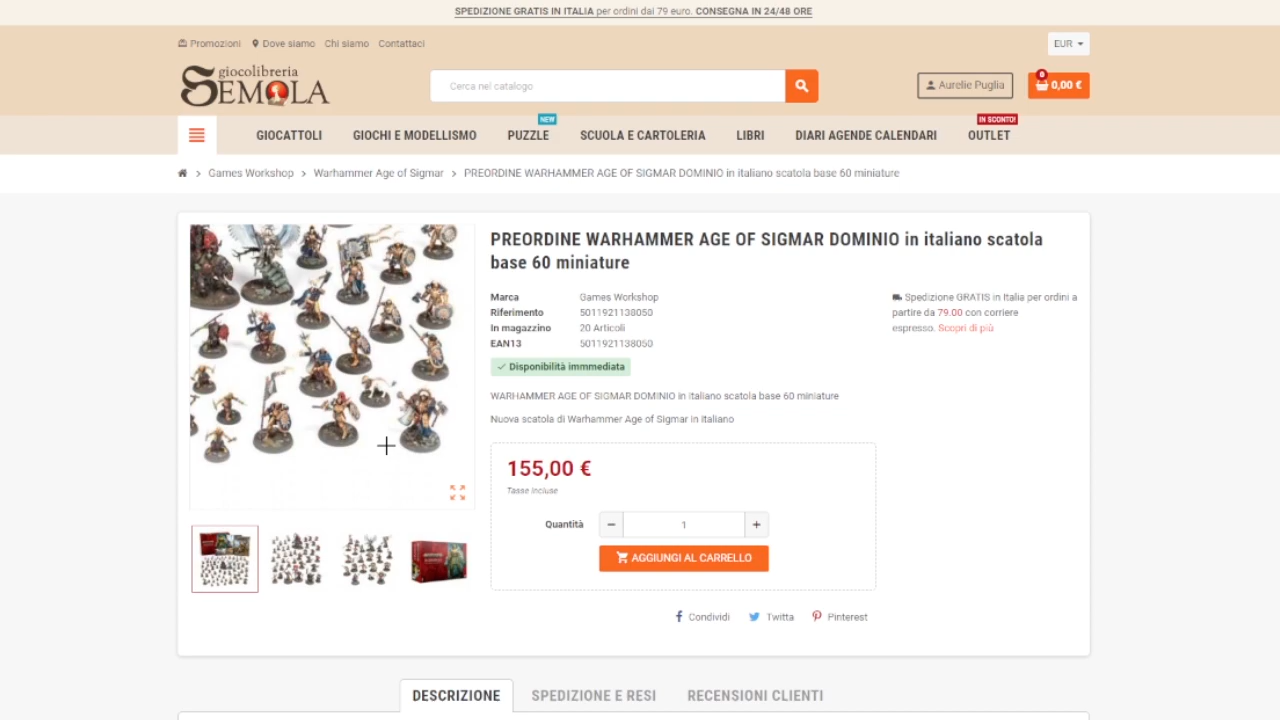 SPEDIZIONE GRATIS IN ITALIA per ordini dai 79 euro. CONSEGNA IN 24/48 ORE
Promozioni Dove siamo Chi siamo Contattaci
EUR
giocolibreria
SEMOLA
Cerca nel catalogo
Aurelie Puglia
0
0,00 €
NEW
IN SCONTO!
GIOCATTOLI GIOCHI E MODELLISMO PUZZLE SCUOLA E CARTOLERIA LIBRI DIARI AGENDE CALENDARI OUTLET
Games Workshop > Warhammer Age of Sigmar > PREORDINE WARHAMMER AGE OF SIGMAR DOMINIO in italiano scatola base 60 miniature
PREORDINE WARHAMMER AGE OF SIGMAR DOMINIO in italiano scatola
base 60 miniature
Marca Games Workshop
Riferimento 5011921138050
In magazzino 20 Articoli
EAN13 5011921138050
Disponibilità immmediata
Spedizione GRATIS in Italia per ordini a
partire da 79.00 con corriere
espresso. Scopri di più
WARHAMMER AGE OF SIGMAR DOMINIO in italiano scatola base 60 miniature
Nuova scatola di Warhammer Age of Sigmar in italiano
155,00 €
Tasse incluse
Quantità − 1 +
AGGIUNGI AL CARRELLO
Condividi Twitta Pinterest
DESCRIZIONE SPEDIZIONE E RESI RECENSIONI CLIENTI